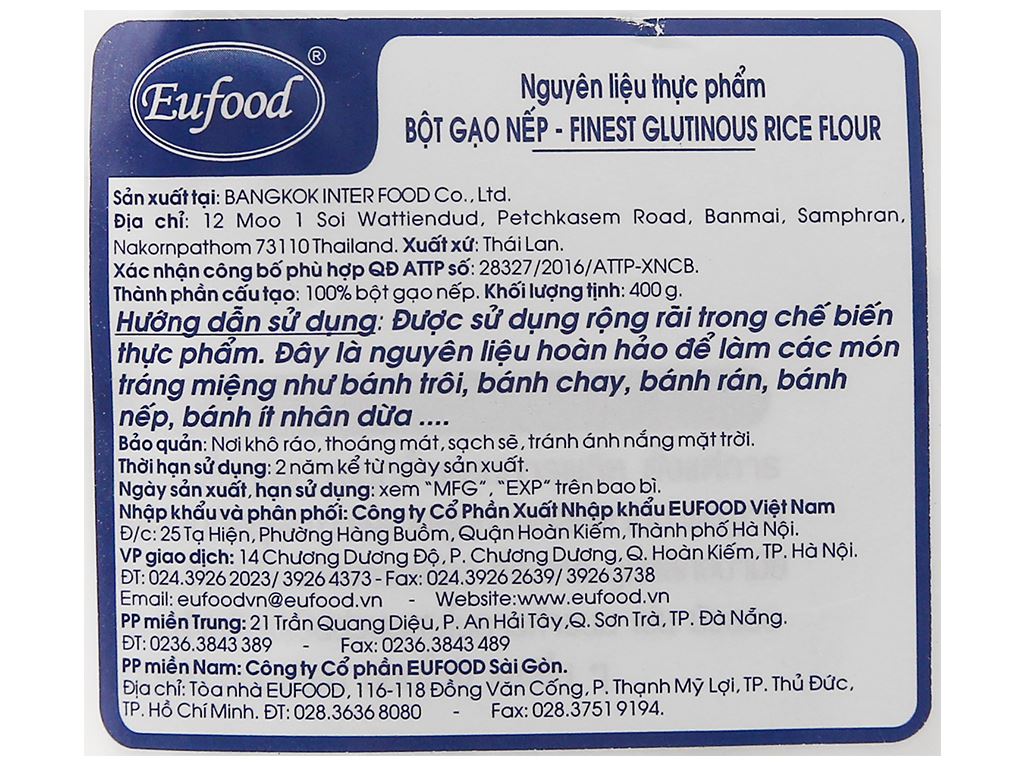 Eufood ®
Nguyên liệu thực phẩm
BỘT GẠO NẾP - FINEST GLUTINOUS RICE FLOUR
Sản xuất tại: BANGKOK INTER FOOD Co., Ltd.
Địa chỉ: 12 Moo 1 Soi Wattiendud, Petchkasem Road, Banmai, Samphran,
Nakornpathom 73110 Thailand. Xuất xứ: Thái Lan.
Xác nhận công bố phù hợp QĐ ATTP số: 28327/2016/ATTP-XNCB.
Thành phần cấu tạo: 100% bột gạo nếp. Khối lượng tịnh: 400 g.
Hướng dẫn sử dụng: Được sử dụng rộng rãi trong chế biến
thực phẩm. Đây là nguyên liệu hoàn hảo để làm các món
tráng miệng như bánh trôi, bánh chay, bánh rán, bánh
nếp, bánh ít nhân dừa ....
Bảo quản: Nơi khô ráo, thoáng mát, sạch sẽ, tránh ánh nắng mặt trời.
Thời hạn sử dụng: 2 năm kể từ ngày sản xuất.
Ngày sản xuất, hạn sử dụng: xem "MFG", "EXP" trên bao bì.
Nhập khẩu và phân phối: Công ty Cổ Phần Xuất Nhập khẩu EUFOOD Việt Nam
Đ/c: 25 Tạ Hiện, Phường Hàng Buồm, Quận Hoàn Kiếm, Thành phố Hà Nội.
VP giao dịch: 14 Chương Dương Độ, P. Chương Dương, Q. Hoàn Kiếm, TP. Hà Nội.
ĐT: 024.3926 2023/ 3926 4373 - Fax: 024.3926 2639/ 3926 3738
Email: eufoodvn@eufood.vn - Website:www.eufood.vn
PP miền Trung: 21 Trần Quang Diệu, P. An Hải Tây, Q. Sơn Trà, TP. Đà Nẵng.
ĐT: 0236.3843 389 - Fax: 0236.3843 489
PP miền Nam: Công ty Cổ phần EUFOOD Sài Gòn.
Địa chỉ: Tòa nhà EUFOOD, 116-118 Đồng Văn Cống, P. Thạnh Mỹ Lợi, TP. Thủ Đức,
TP. Hồ Chí Minh. ĐT: 028.3636 8080 - Fax: 028.3751 9194.